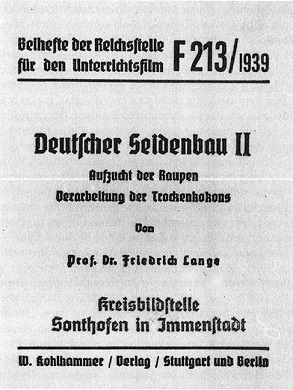 Beihefte der Reichsstelle
für den Unterrichtsfilm
F 213/1939
Deutscher Seidenbau II
Aufzucht der Raupen
Verarbeitung der Trockenkokons
Von
Prof. Dr. Friedrich Lange
Kreisbildstelle
Sonthofen in Immenstadt
W. Kohlhammer / Verlag / Stuttgart und Berlin